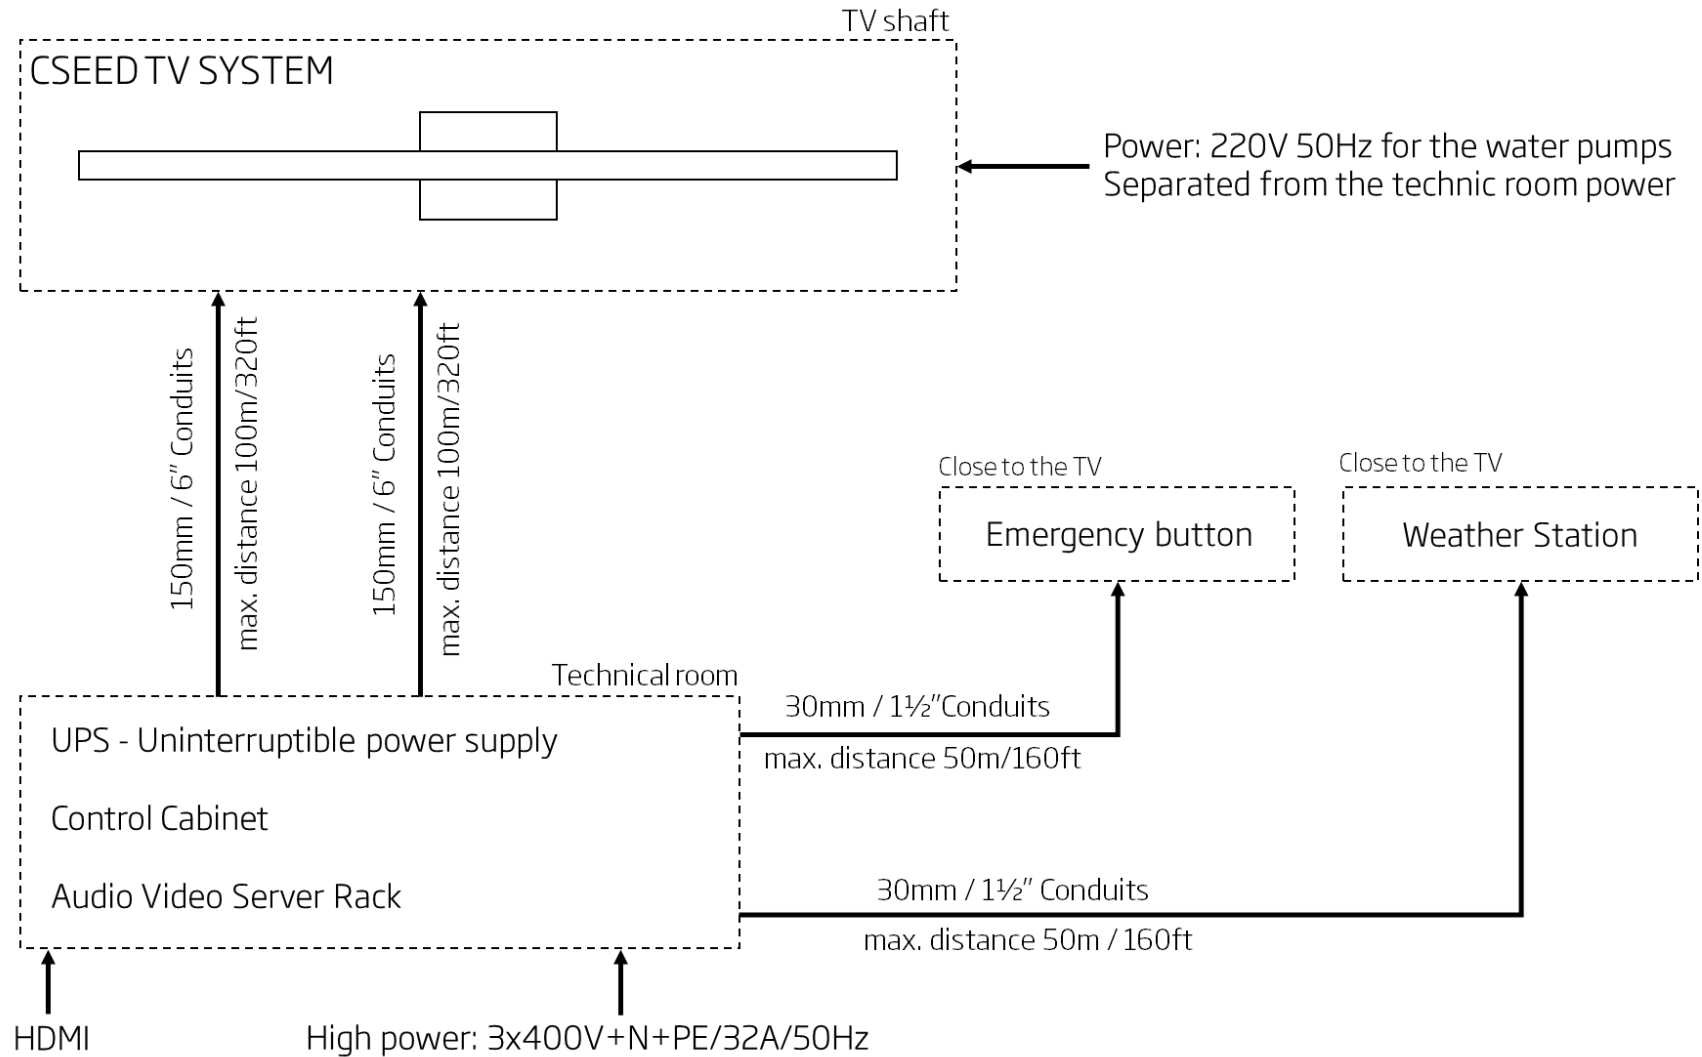 TV shaft
CSEED TV SYSTEM
Power: 220V 50Hz for the water pumps
Separated from the technic room power
150mm / 6” Conduits
max. distance 100m/320ft
150mm / 6” Conduits
max. distance 100m/320ft
Close to the TV
Emergency button
Close to the TV
Weather Station
Technical room
UPS - Uninterruptible power supply
Control Cabinet
Audio Video Server Rack
30mm / 1½”Conduits
max. distance 50m/160ft
30mm / 1½” Conduits
max. distance 50m / 160ft
HDMI
High power: 3x400V+N+PE/32A/50Hz